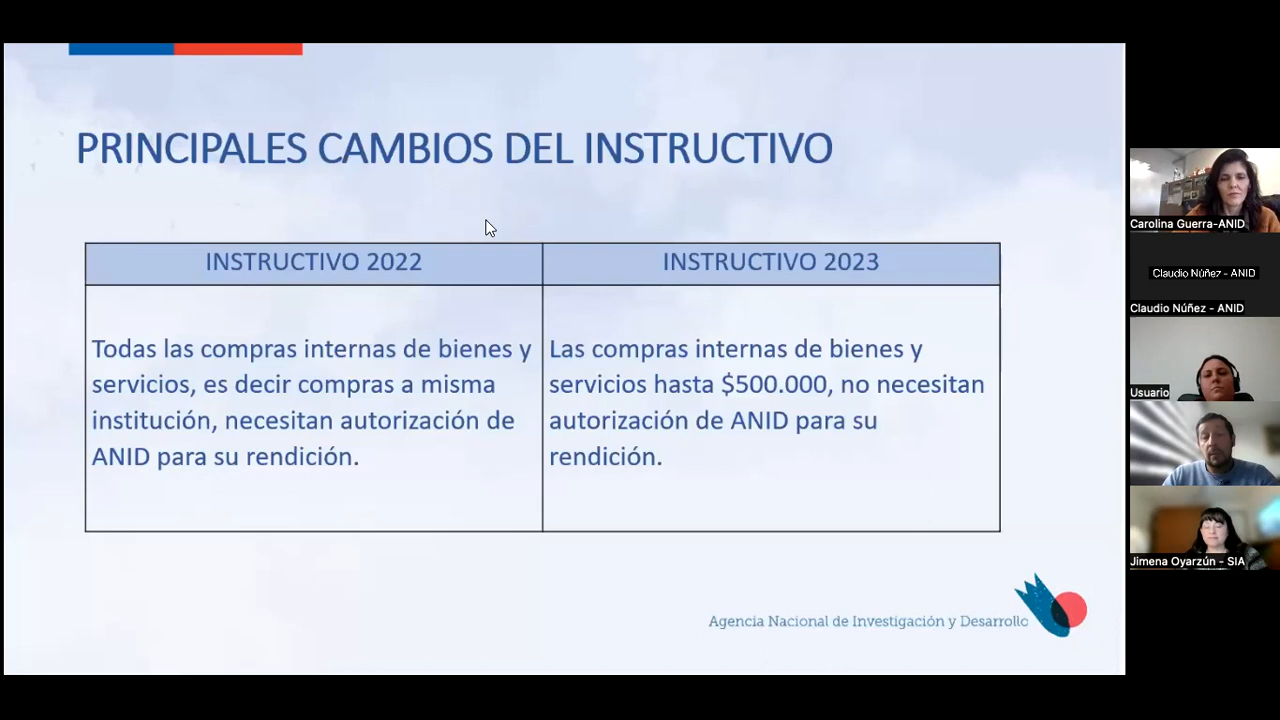 PRINCIPALES CAMBIOS DEL INSTRUCTIVO
INSTRUCTIVO 2022
INSTRUCTIVO 2023
Todas las compras internas de bienes y
servicios, es decir compras a misma
institución, necesitan autorización de
ANID para su rendición.
Las compras internas de bienes y
servicios hasta $500.000, no necesitan
autorización de ANID para su
rendición.
Agencia Nacional de Investigación y Desarrollo
Carolina Guerra-ANID
Claudio Núñez - ANID
Claudio Núñez - ANID
Usuario
Jimena Oyarzún - SIA